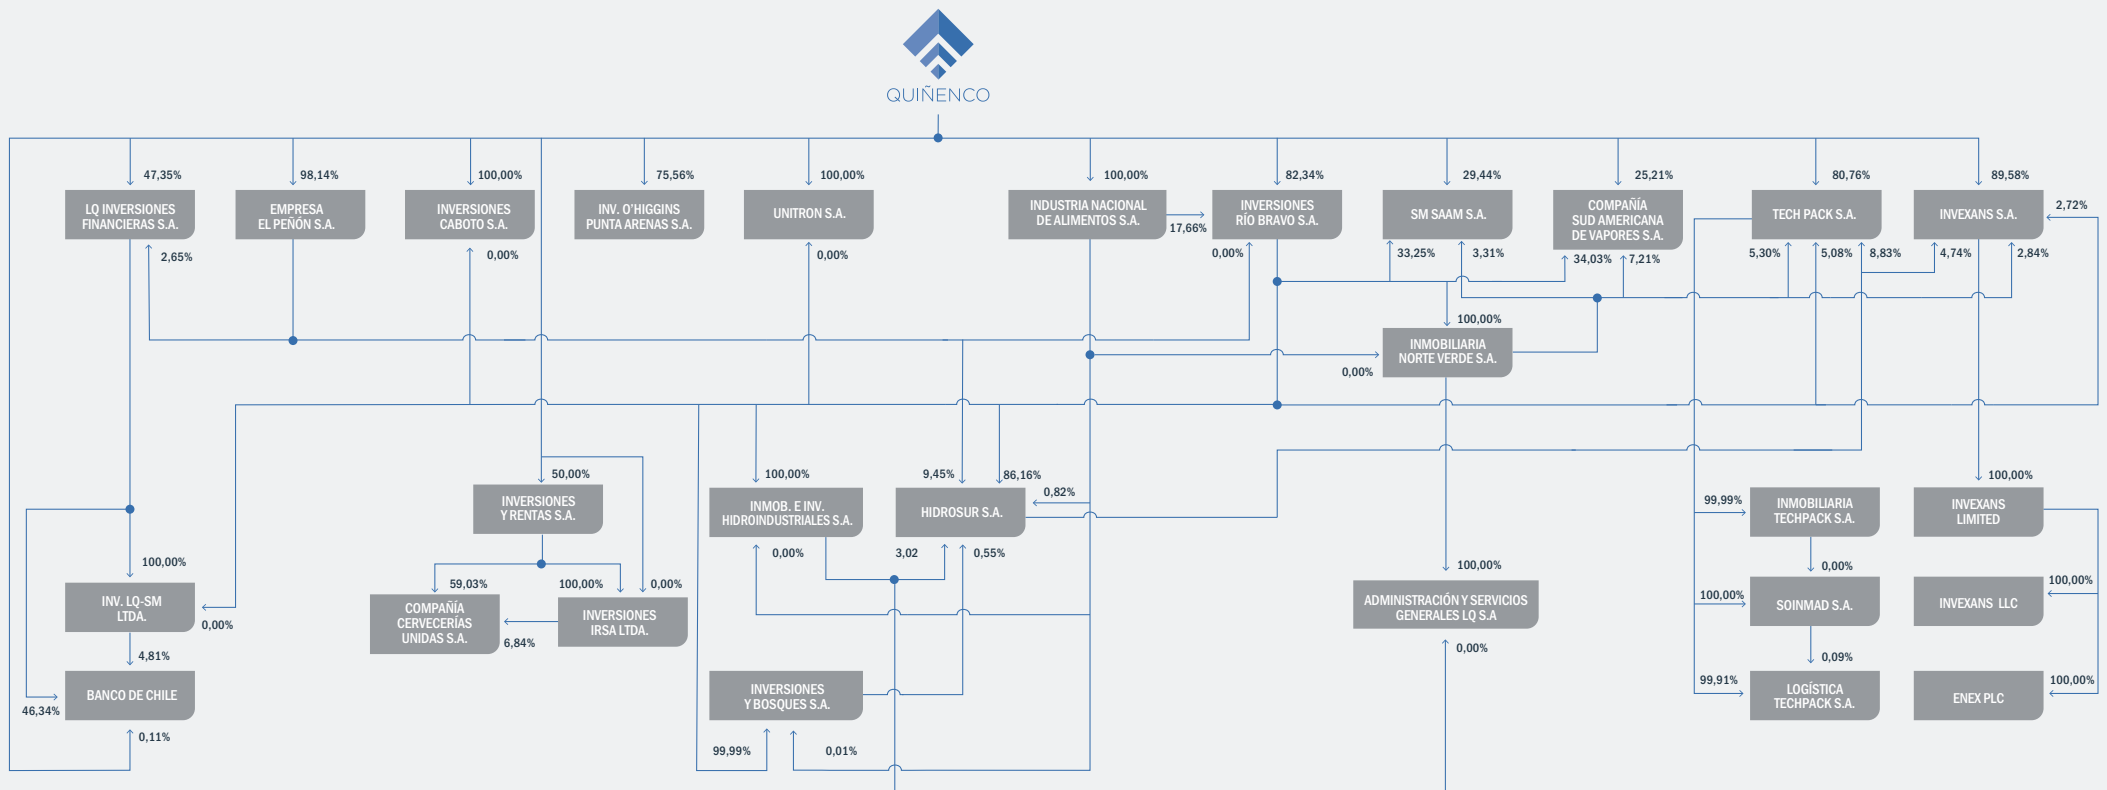 QUIÑENCO
47,35%
98,14%
100,00%
75,56%
100,00%
100,00%
82,34%
29,44%
25,21%
80,76%
89,58%
LQ INVERSIONES
FINANCIERAS S.A.
EMPRESA
EL PEÑÓN S.A.
INVERSIONES
CABOTO S.A.
INV. O'HIGGINS
PUNTA ARENAS S.A.
UNITRON S.A.
INDUSTRIA NACIONAL
DE ALIMENTOS S.A.
17,66%
INVERSIONES
RÍO BRAVO S.A.
SM SAAM S.A.
COMPAÑÍA
SUD AMERICANA
DE VAPORES S.A.
TECH PACK S.A.
INVEXANS S.A.
2,72%
2,65%
0,00%
0,00%
0,00%
33,25%
3,31%
34,03%
7,21%
5,30%
5,08%
8,83%
4,74%
2,84%
100,00%
INMOBILIARIA
NORTE VERDE S.A.
0,00%
50,00%
100,00%
9,45%
86,16%
0,82%
99,99%
100,00%
INVERSIONES
Y RENTAS S.A.
INMOB. E INV.
HIDROINDUSTRIALES S.A.
HIDROSUR S.A.
INMOBILIARIA
TECHPACK S.A.
INVEXANS
LIMITED
0,00%
3,02
0,55%
100,00%
59,03%
100,00%
0,00%
100,00%
0,00%
100,00%
INV. LQ-SM
LTDA.
0,00%
COMPAÑÍA
CERVECERÍAS
UNIDAS S.A.
6,84%
INVERSIONES
IRSA LTDA.
ADMINISTRACIÓN Y SERVICIOS
GENERALES LQ S.A
100,00%
SOINMAD S.A.
INVEXANS LLC
4,81%
0,00%
0,09%
BANCO DE CHILE
46,34%
0,11%
INVERSIONES
Y BOSQUES S.A.
99,99%
0,01%
99,91%
LOGÍSTICA
TECHPACK S.A.
ENEX PLC
100,00%